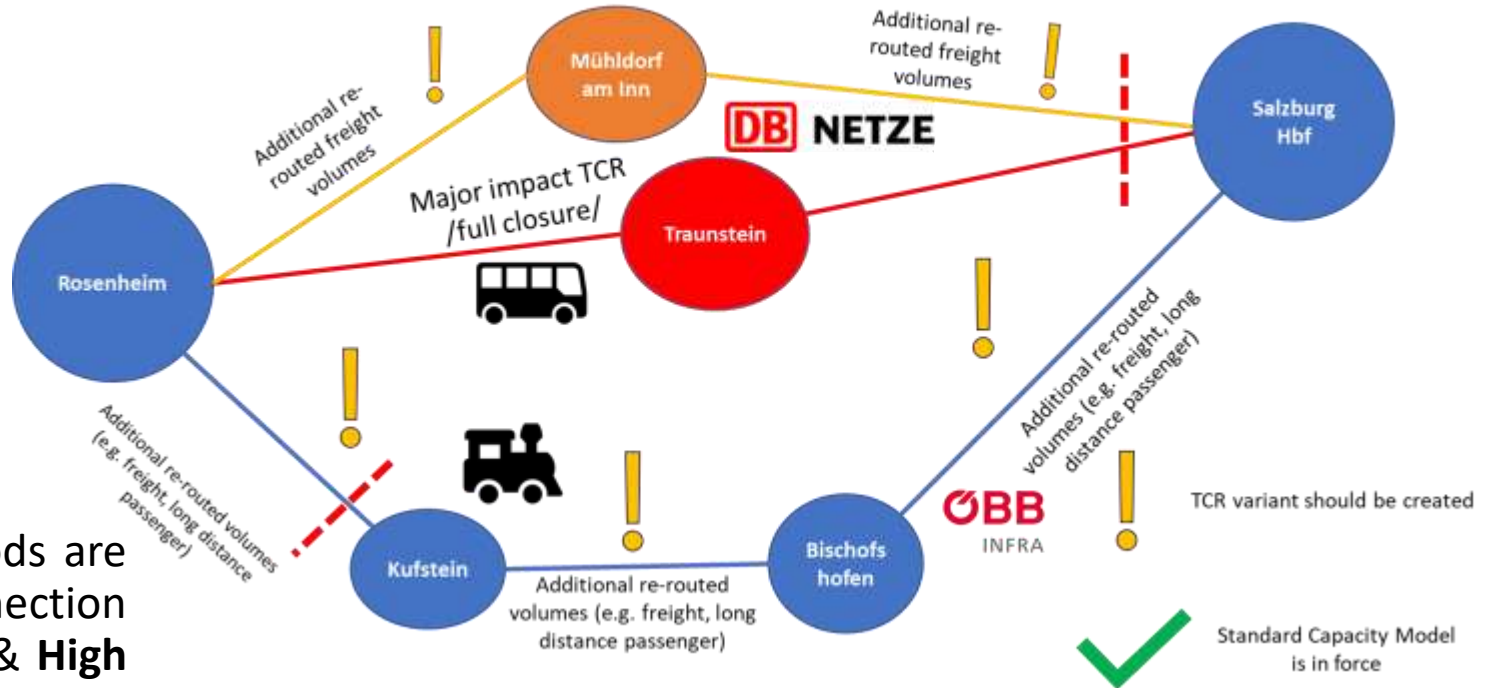 Additional re-
routed freight
volumes
Mühldorf
am Inn
Additional re-
routed freight
volumes
Salzburg
Hbf
DB NETZE
Major impact TCR
/full closure/
Traunstein
Rosenheim
Additional re-routed volumes
(e.g. freight, long distance
passenger)
Additional re-routed
volumes (e.g. freight, long
distance passenger)
ÖBB
INFRA
TCR variant should be created
Kufstein
Additional re-routed
volumes (e.g. freight, long
distance passenger)
Bischofs
hofen
Standard Capacity Model
is in force
ods are
nection
& High